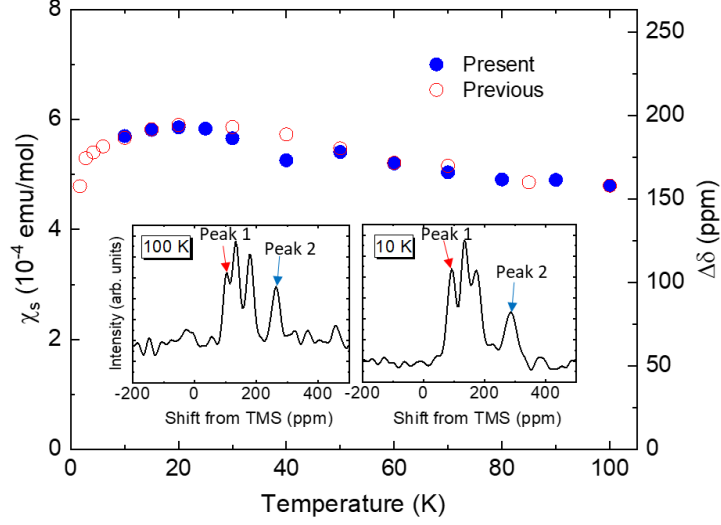 8
6
4
2
0
χs (10-4 emu/mol)
250
200
150
100
50
0
Δδ (ppm)
Present
Previous
100 K
Peak 1
Peak 2
Intensity (arb. units)
-200 0 200 400
Shift from TMS (ppm)
10 K
Peak 1
Peak 2
-200 0 200 400
Shift from TMS (ppm)
0 20 40 60 80 100
Temperature (K)